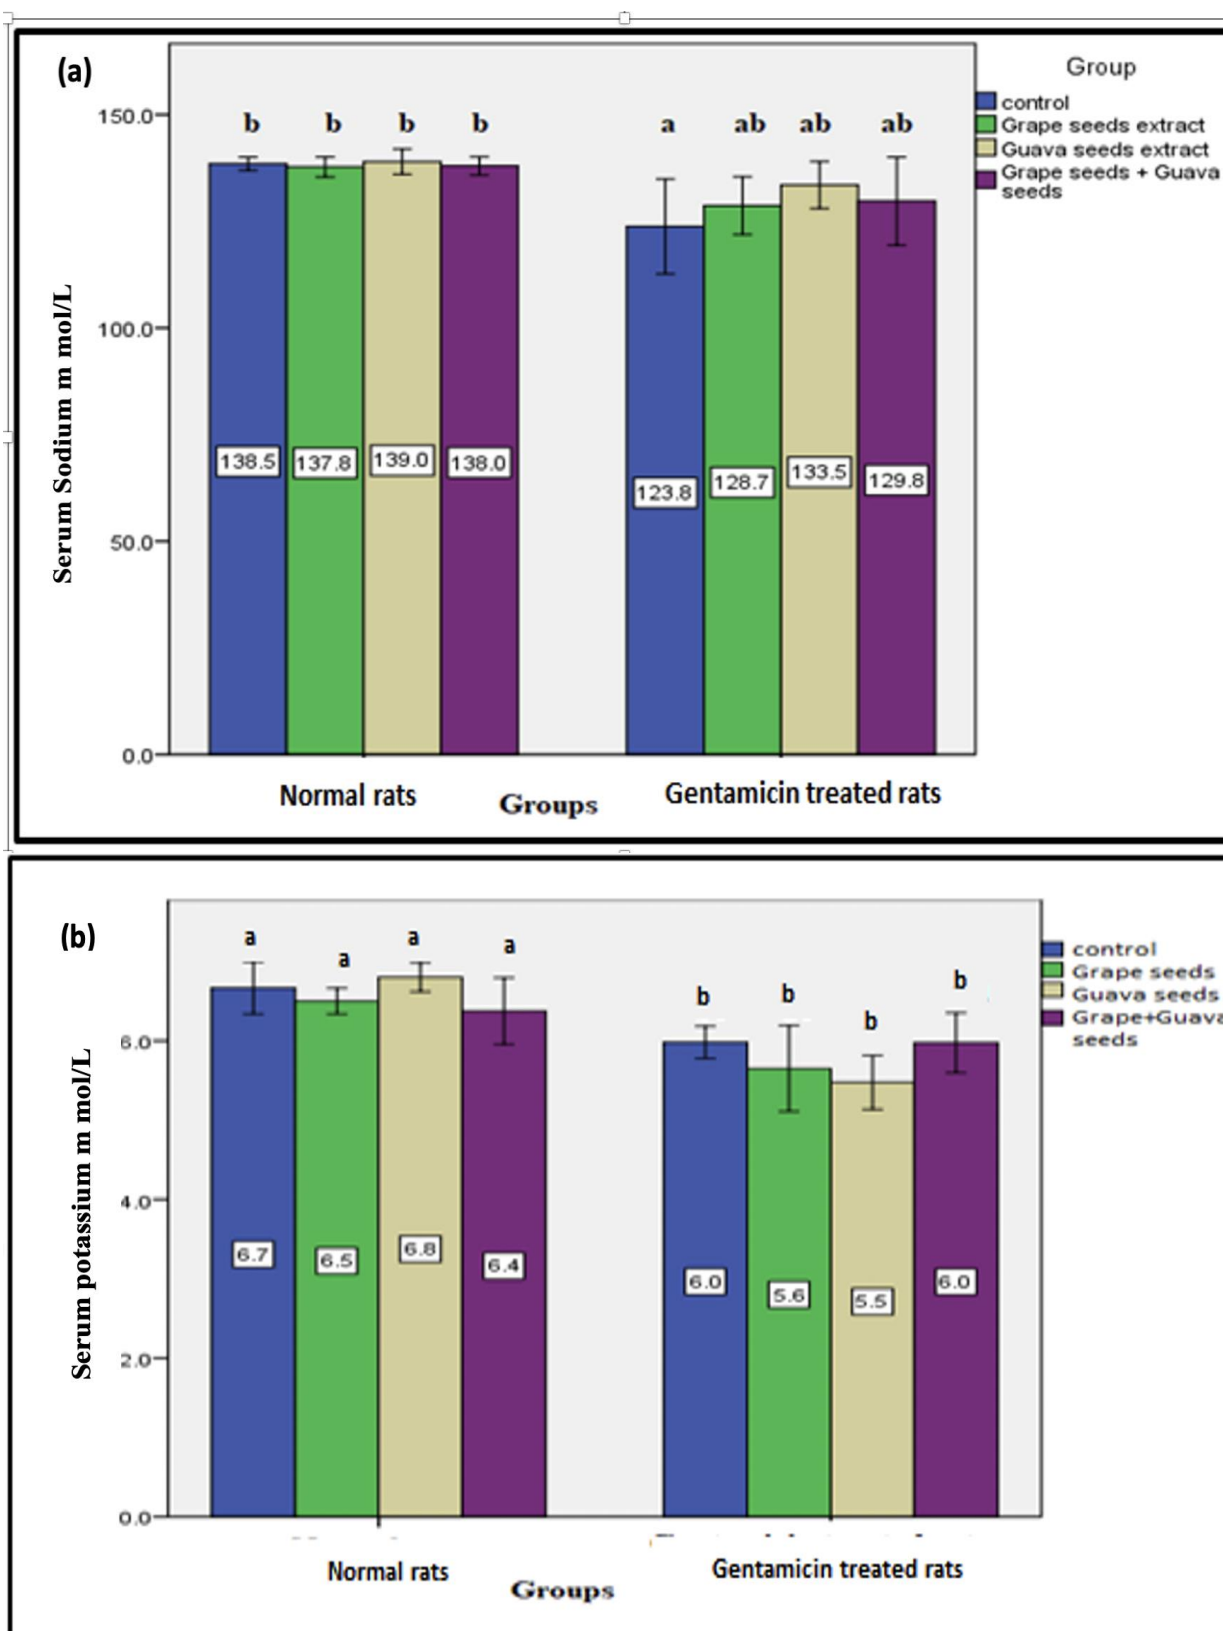 (a)
Group
control
Grape seeds extract
Guava seeds extract
Grape seeds + Guava
seeds
150.0
100.0
50.0
0.0
Serum Sodium m mol/L
b b b b a ab ab ab
138.5 137.8 139.0 138.0 123.8 128.7 133.5 129.8
Normal rats Gentamicin treated rats
Groups
(b)
control
Grape seeds
Guava seeds
Grape+Guava
seeds
6.0
4.0
2.0
0.0
Serum potassium m mol/L
a a a a b b b b
6.7 6.5 6.8 6.4 6.0 5.6 5.5 6.0
Normal rats Gentamicin treated rats
Groups